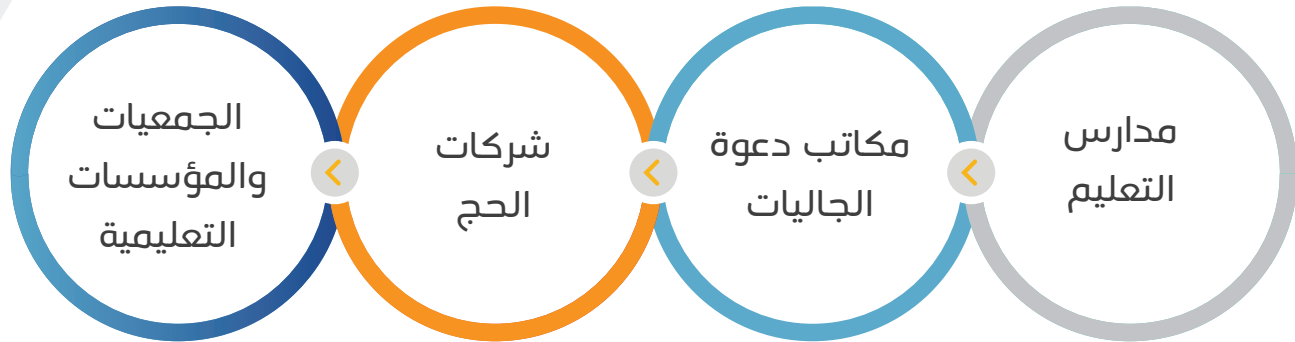 مدارس
التعليم
مكاتب دعوة
الجاليات
شركات
الحج
الجمعيات
والمؤسسات
التعليمية